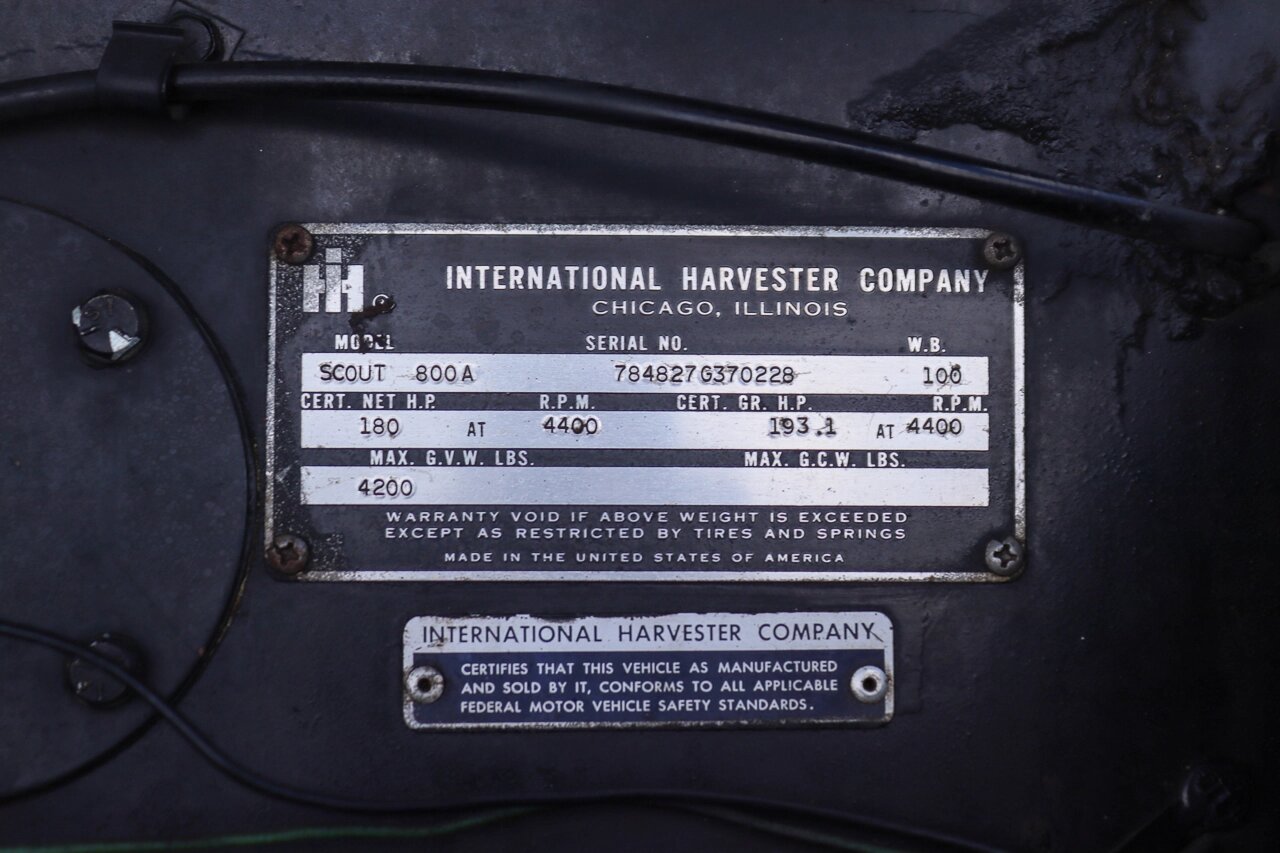 IH ®
INTERNATIONAL HARVESTER COMPANY
CHICAGO, ILLINOIS
MODEL SERIAL NO. W.B.
SCOUT 800A 784827G370228 100
CERT. NET H.P. R.P.M. CERT. GR. H.P. R.P.M.
180 AT 4400 193.1 AT 4400
MAX. G.V.W. LBS. MAX. G.C.W. LBS.
4200
WARRANTY VOID IF ABOVE WEIGHT IS EXCEEDED
EXCEPT AS RESTRICTED BY TIRES AND SPRINGS
MADE IN THE UNITED STATES OF AMERICA
INTERNATIONAL HARVESTER COMPANY
CERTIFIES THAT THIS VEHICLE AS MANUFACTURED
AND SOLD BY IT, CONFORMS TO ALL APPLICABLE
FEDERAL MOTOR VEHICLE SAFETY STANDARDS.